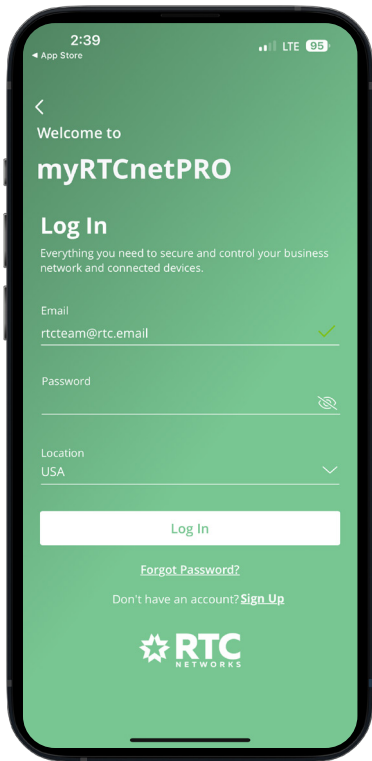 2:39
LTE 95
◀ App Store
Welcome to
myRTCnetPRO
Log In
Everything you need to secure and control your business
network and connected devices.
Email
rtcteam@rtc.email
Password
Location
USA
Log In
Forgot Password?
Don't have an account? Sign Up
RTC
NETWORKS